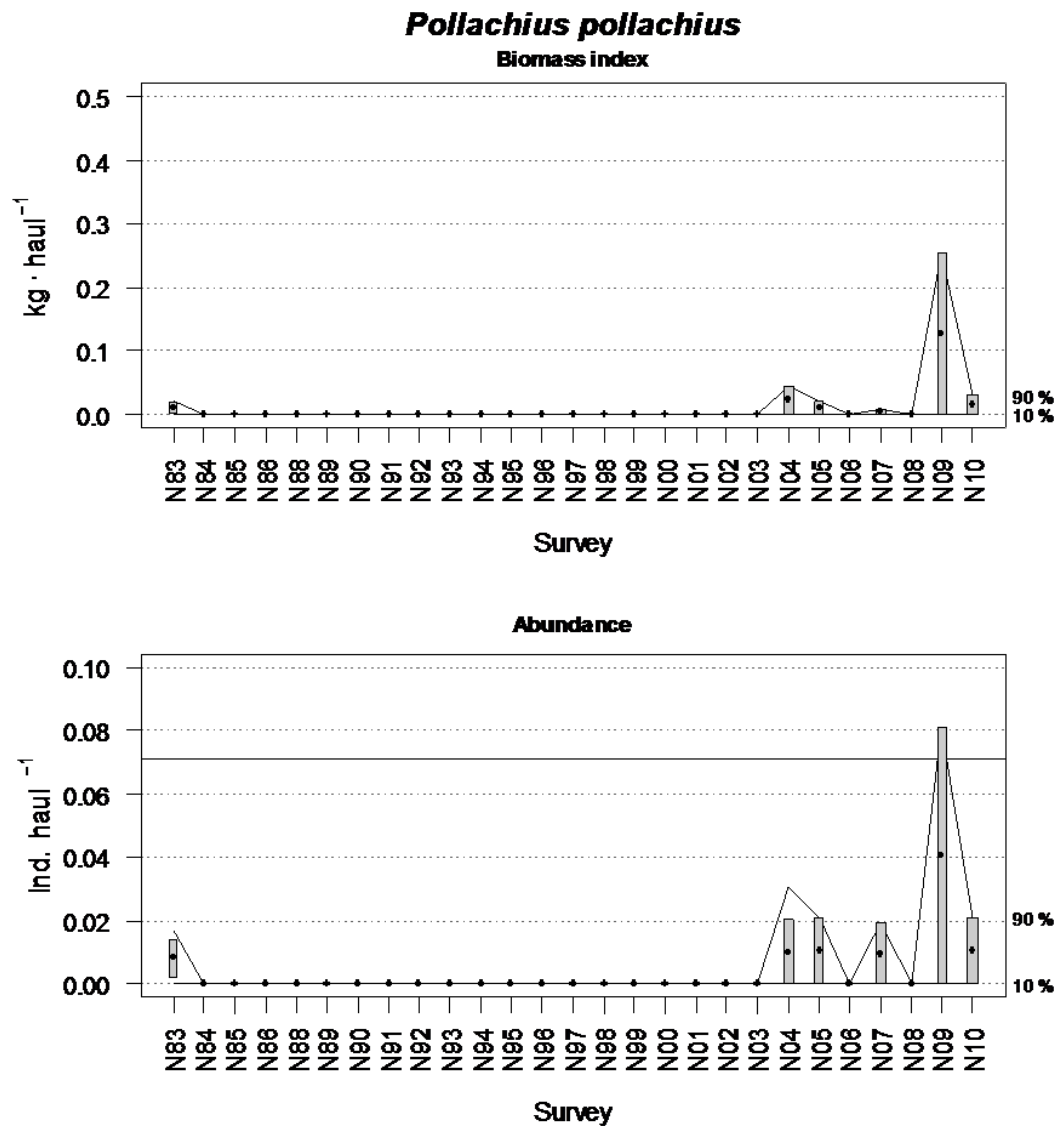 Pollachius pollachius
Biomass index
kg · haul⁻¹
0.5
0.4
0.3
0.2
0.1
0.0
90 %
10 %
N83 N84 N85 N86 N88 N89 N90 N91 N92 N93 N94 N95 N96 N97 N98 N99 N00 N01 N02 N03 N04 N05 N06 N07 N08 N09 N10
Survey
Abundance
Ind. haul ⁻¹
0.10
0.08
0.06
0.04
0.02
0.00
90 %
10 %
N83 N84 N85 N86 N88 N89 N90 N91 N92 N93 N94 N95 N96 N97 N98 N99 N00 N01 N02 N03 N04 N05 N06 N07 N08 N09 N10
Survey